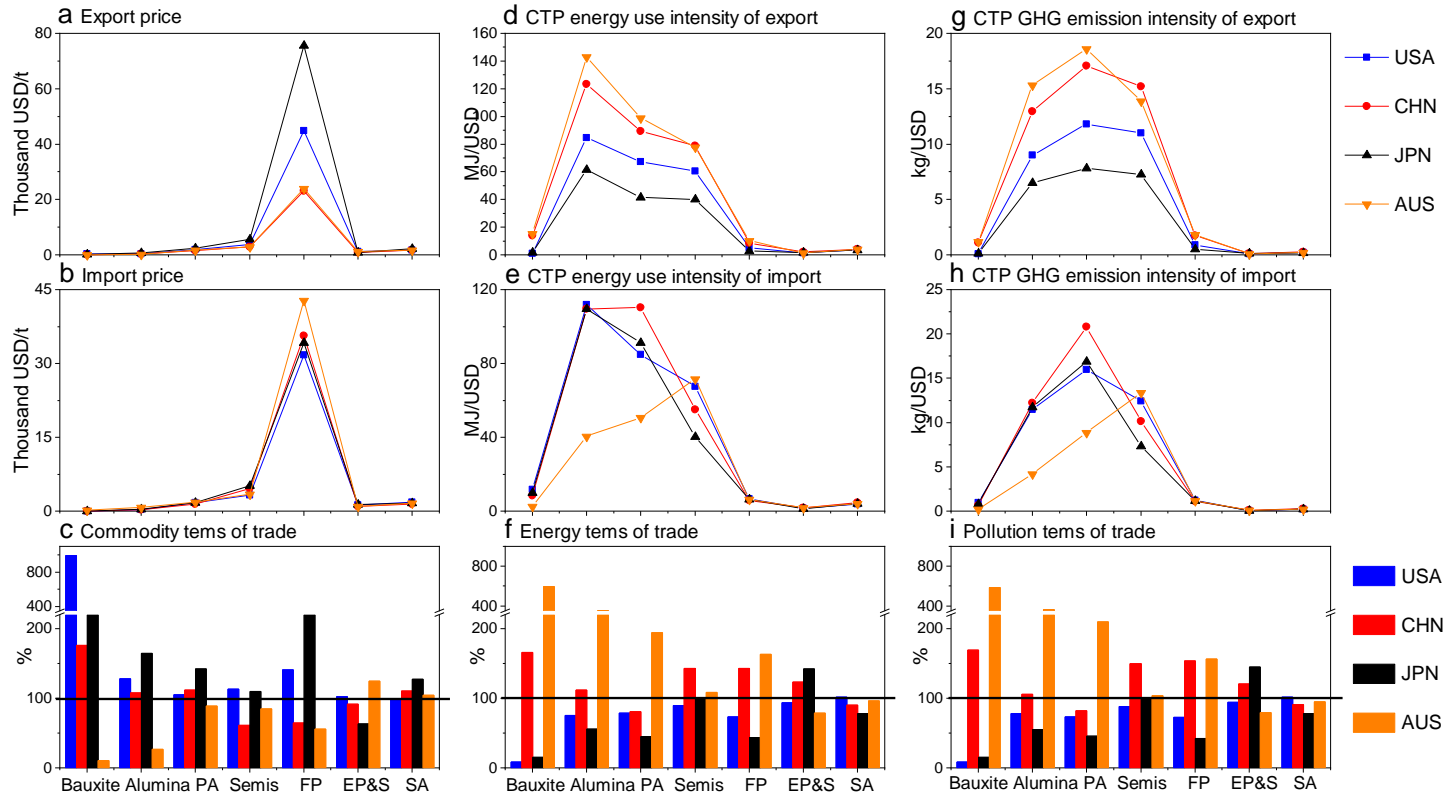 a Export price
Thousand USD/t
80
60
40
20
0
b Import price
Thousand USD/t
45
30
15
0
c Commodity tems of trade
%
800
400
200
100
0
Bauxite Alumina PA Semis FP EP&S SA
d CTP energy use intensity of export
MJ/USD
160
140
120
100
80
60
40
20
0
e CTP energy use intensity of import
MJ/USD
120
80
40
0
f Energy tems of trade
%
800
400
200
100
0
Bauxite Alumina PA Semis FP EP&S SA
g CTP GHG emission intensity of export
kg/USD
20
15
10
5
0
h CTP GHG emission intensity of import
kg/USD
25
20
15
10
5
0
i Pollution tems of trade
%
800
400
200
100
0
Bauxite Alumina PA Semis FP EP&S SA
USA
CHN
JPN
AUS
USA
CHN
JPN
AUS